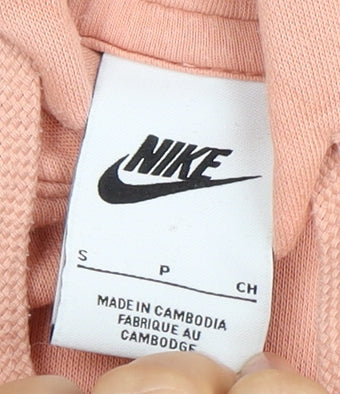 NIKE
S P CH
MADE IN CAMBODIA
FABRIQUE AU
CAMBODGE